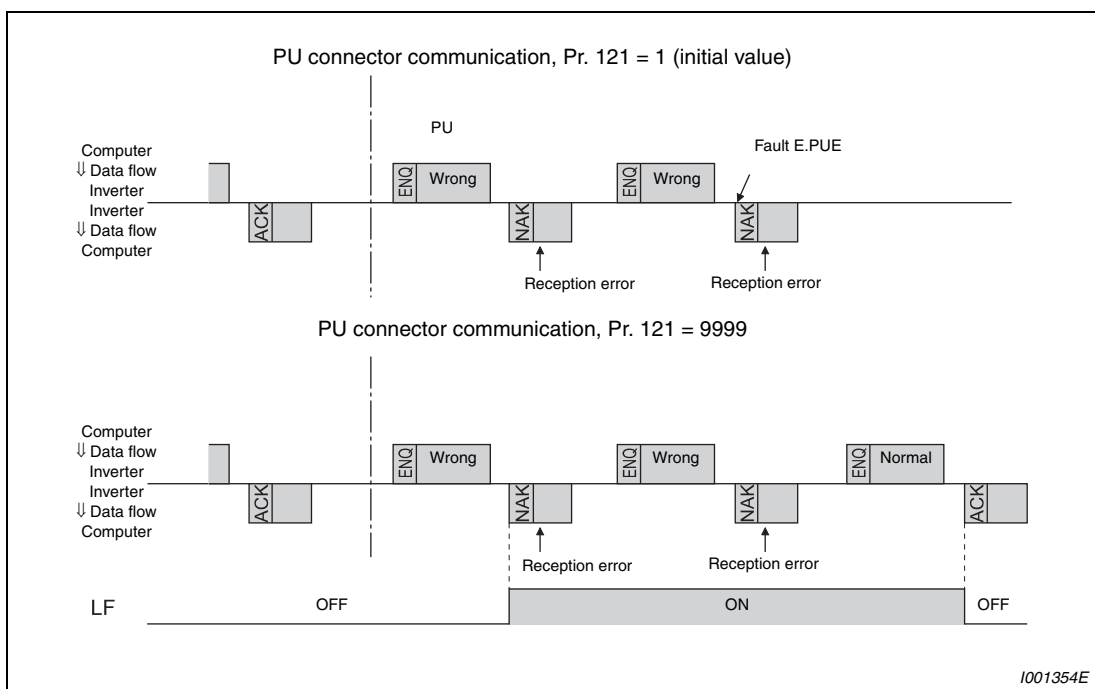 PU connector communication, Pr. 121 = 1 (initial value)
PU
Fault E.PUE
Computer
⇓ Data flow
Inverter
Inverter
⇓ Data flow
Computer
ENQ Wrong
ENQ Wrong
ACK
NAK
NAK
Reception error
Reception error
PU connector communication, Pr. 121 = 9999
Computer
⇓ Data flow
Inverter
Inverter
⇓ Data flow
Computer
ENQ Wrong
ENQ Wrong
ENQ Normal
ACK
NAK
NAK
ACK
Reception error
Reception error
LF
OFF
ON
OFF
I001354E